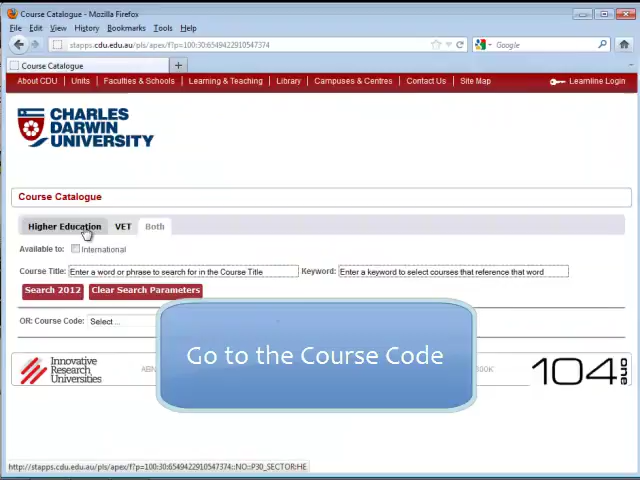 Course Catalogue - Mozilla Firefox
File Edit View History Bookmarks Tools Help
stapps.cdu.edu.au/pls/apex/f?p=100:30:6549422910547374
Google
Course Catalogue
About CDU | Units | Faculties & Schools | Learning & Teaching | Library | Campuses & Centres | Contact Us | Site Map
Learnline Login
CHARLES
DARWIN
UNIVERSITY
Course Catalogue
Higher Education VET Both
Available to: International
Course Title: Enter a word or phrase to search for in the Course Title Keyword: Enter a keyword to select courses that reference that word
Search 2012 Clear Search Parameters
OR: Course Code: Select ...
Go to the Course Code
Innovative
Research
Universities
ABN
00K
104 one
http://stapps.cdu.edu.au/pls/apex/f?p=100:30:6549422910547374::NO::P30_SECTOR:HE